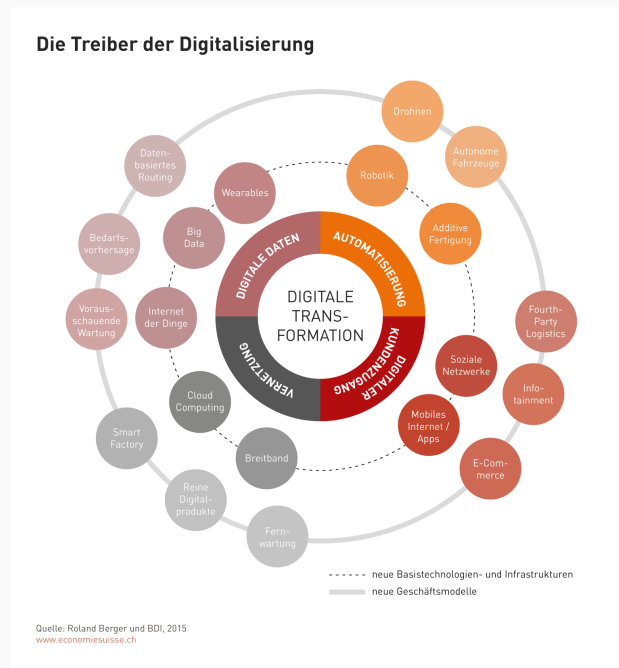 Die Treiber der Digitalisierung
Drohnen
Autonome
Fahrzeuge
Daten-
basiertes
Routing
Robotik
Wearables
Additive
Fertigung
Big
Data
Bedarfs-
vorhersage
DIGITALE DATEN
AUTOMATISIERUNG
DIGITALE
TRANS-
FORMATION
Voraus-
schauende
Wartung
Internet
der Dinge
Fourth-
Party
Logistics
VERNETZUNG
DIGITALER
KUNDENZUGANG
Soziale
Netzwerke
Info-
tainment
Cloud
Computing
Mobiles
Internet /
Apps
Smart
Factory
Breitband
E-Com-
merce
Reine
Digital-
produkte
Fern-
wartung
neue Basistechnologien- und Infrastrukturen
neue Geschäftsmodelle
Quelle: Roland Berger und BDI, 2015
www.economiesuisse.ch